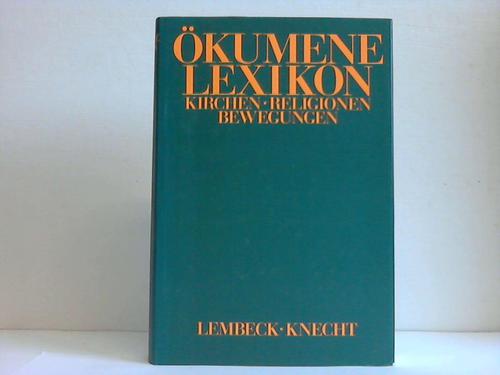 ÖKUMENE
LEXIKON
KIRCHEN · RELIGIONEN
BEWEGUNGEN
LEMBECK · KNECHT